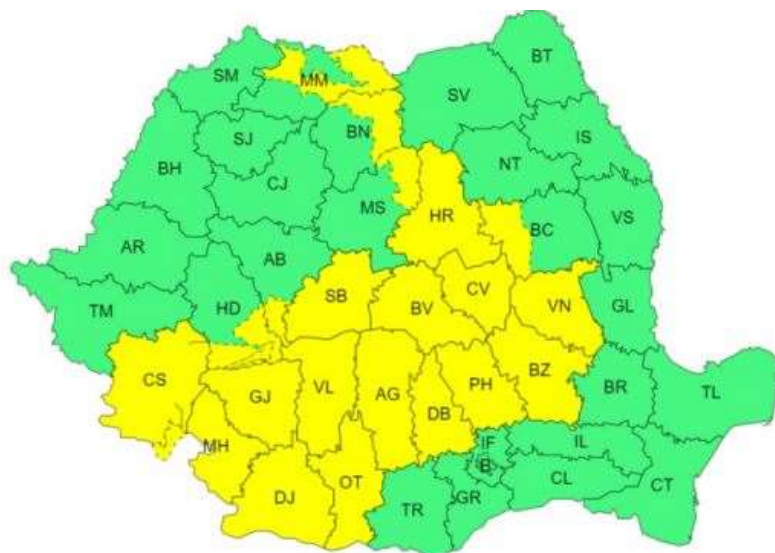 BT
SM
MM
SV
SJ
BN
IS
BH
NT
CJ
MS
HR
BC
VS
AR
AB
SB
BV
CV
VN
GL
TM
HD
CS
GJ
VL
AG
PH
BZ
BR
TL
DB
MH
IF
IL
B
DJ
OT
TR
GR
CL
CT